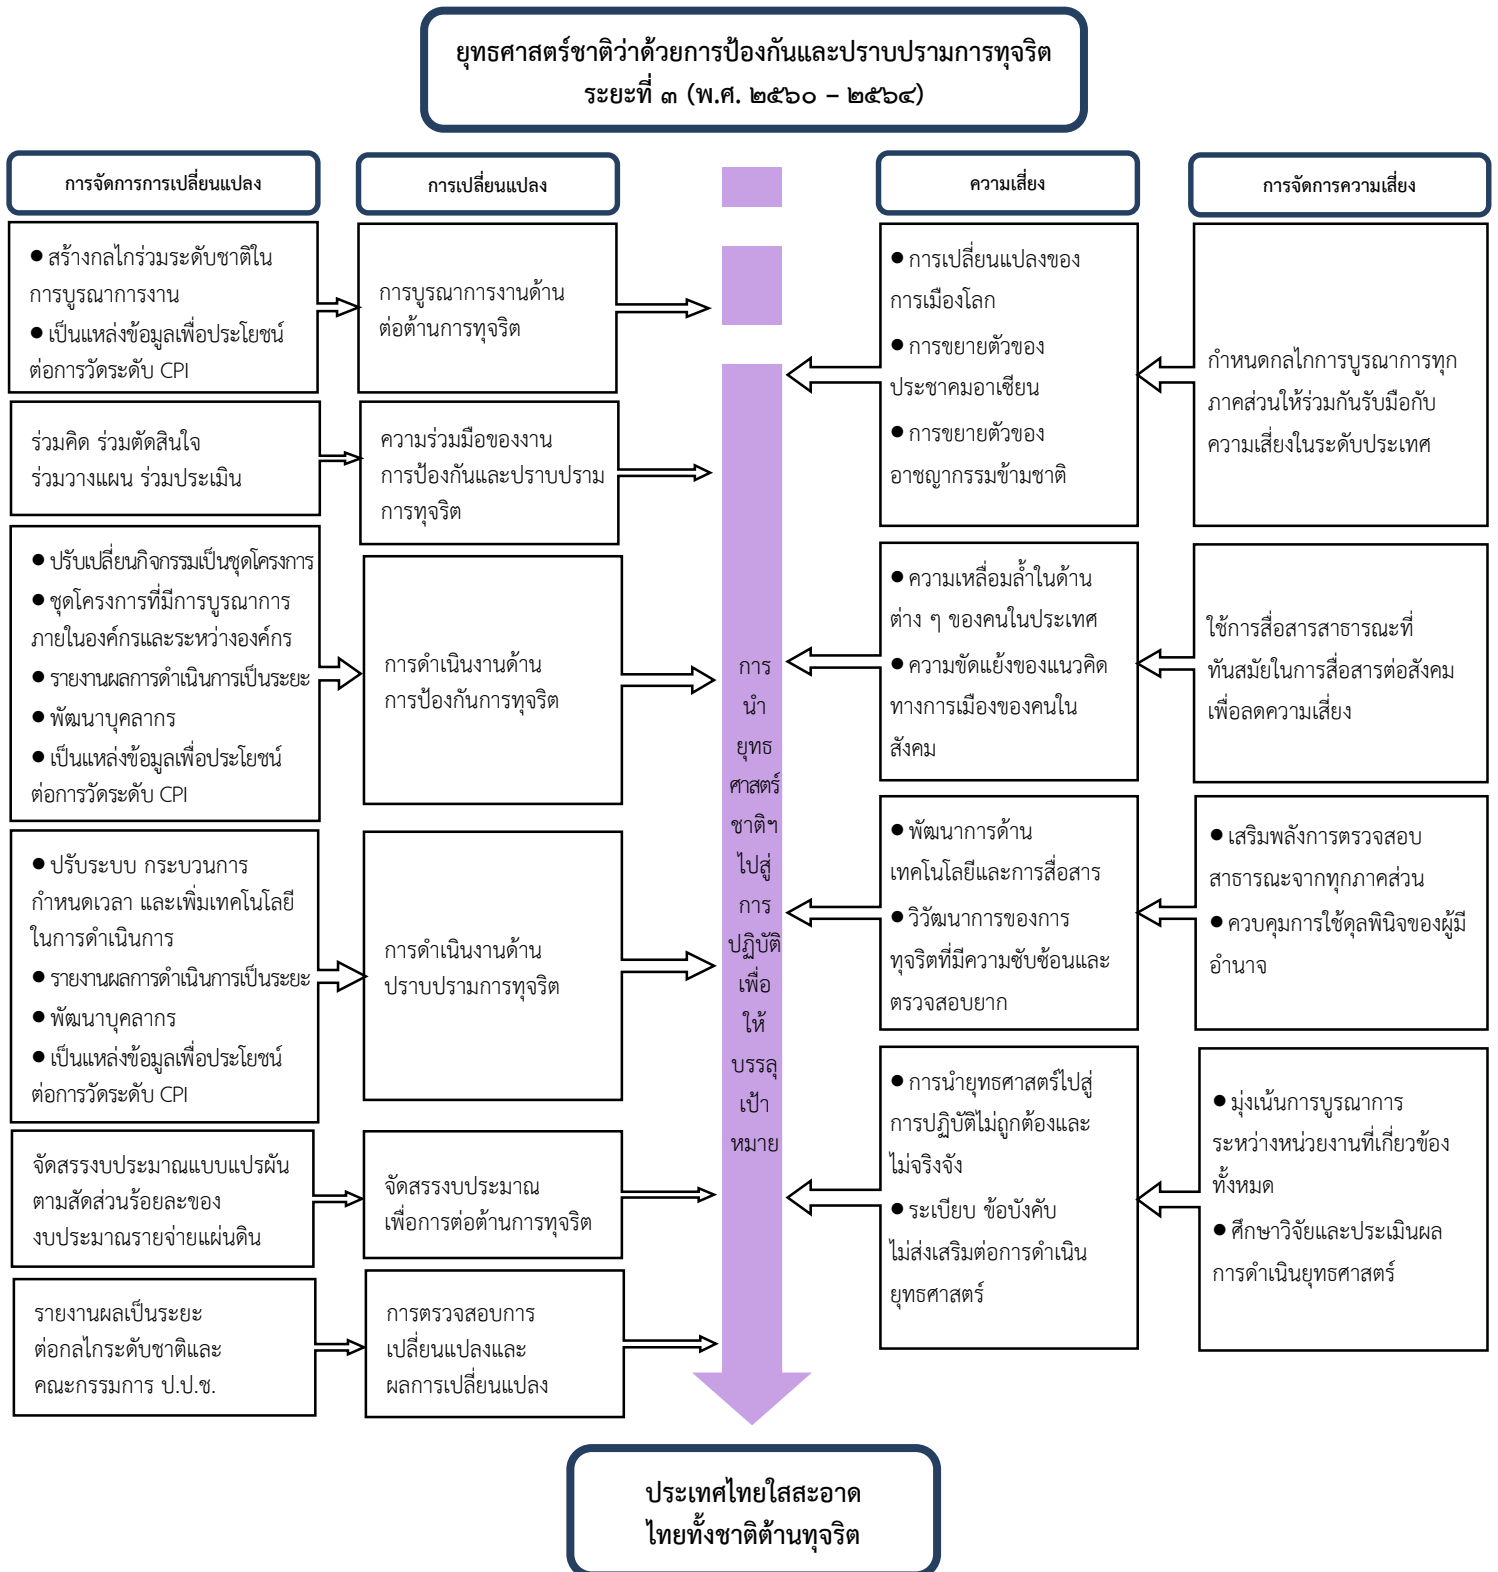 ยุทธศาสตร์ชาติว่าด้วยการป้องกันและปราบปรามการทุจริต
ระยะที่ ๓ (พ.ศ. ๒๕๖๐ – ๒๕๖๔)
การจัดการการเปลี่ยนแปลง
● สร้างกลไกร่วมระดับชาติใน
การบูรณาการงาน
● เป็นแหล่งข้อมูลเพื่อประโยชน์
ต่อการวัดระดับ CPI
ร่วมคิด ร่วมตัดสินใจ
ร่วมวางแผน ร่วมประเมิน
● ปรับเปลี่ยนกิจกรรมเป็นชุดโครงการ
● ชุดโครงการที่มีการบูรณาการ
ภายในองค์กรและระหว่างองค์กร
● รายงานผลการดำเนินการเป็นระยะ
● พัฒนาบุคลากร
● เป็นแหล่งข้อมูลเพื่อประโยชน์
ต่อการวัดระดับ CPI
● ปรับระบบ กระบวนการ
กำหนดเวลา และเพิ่มเทคโนโลยี
ในการดำเนินการ
● รายงานผลการดำเนินการเป็นระยะ
● พัฒนาบุคลากร
● เป็นแหล่งข้อมูลเพื่อประโยชน์
ต่อการวัดระดับ CPI
จัดสรรงบประมาณแบบแปรผัน
ตามสัดส่วนร้อยละของ
งบประมาณรายจ่ายแผ่นดิน
รายงานผลเป็นระยะ
ต่อกลไกระดับชาติและ
คณะกรรมการ ป.ป.ช.
การเปลี่ยนแปลง
การบูรณาการงานด้าน
ต่อต้านการทุจริต
ความร่วมมือของงาน
การป้องกันและปราบปราม
การทุจริต
การดำเนินงานด้าน
การป้องกันการทุจริต
การดำเนินงานด้าน
ปราบปรามการทุจริต
จัดสรรงบประมาณ
เพื่อการต่อต้านการทุจริต
การตรวจสอบการ
เปลี่ยนแปลงและ
ผลการเปลี่ยนแปลง
การ
นำ
ยุทธ
ศาสตร์
ชาติฯ
ไปสู่
การ
ปฏิบัติ
เพื่อ
ให้
บรรลุ
เป้า
หมาย
ความเสี่ยง
● การเปลี่ยนแปลงของ
การเมืองโลก
● การขยายตัวของ
ประชาคมอาเซียน
● การขยายตัวของ
อาชญากรรมข้ามชาติ
● ความเหลื่อมล้ำในด้าน
ต่าง ๆ ของคนในประเทศ
● ความขัดแย้งของแนวคิด
ทางการเมืองของคนใน
สังคม
● พัฒนาการด้าน
เทคโนโลยีและการสื่อสาร
● วิวัฒนาการของการ
ทุจริตที่มีความซับซ้อนและ
ตรวจสอบยาก
● การนำยุทธศาสตร์ไปสู่
การปฏิบัติไม่ถูกต้องและ
ไม่จริงจัง
● ระเบียบ ข้อบังคับ
ไม่ส่งเสริมต่อการดำเนิน
ยุทธศาสตร์
การจัดการความเสี่ยง
กำหนดกลไกการบูรณาการทุก
ภาคส่วนให้ร่วมกันรับมือกับ
ความเสี่ยงในระดับประเทศ
ใช้การสื่อสารสาธารณะที่
ทันสมัยในการสื่อสารต่อสังคม
เพื่อลดความเสี่ยง
● เสริมพลังการตรวจสอบ
สาธารณะจากทุกภาคส่วน
● ควบคุมการใช้ดุลพินิจของผู้มี
อำนาจ
● มุ่งเน้นการบูรณาการ
ระหว่างหน่วยงานที่เกี่ยวข้อง
ทั้งหมด
● ศึกษาวิจัยและประเมินผล
การดำเนินยุทธศาสตร์
ประเทศไทยใสสะอาด
ไทยทั้งชาติต้านทุจริต